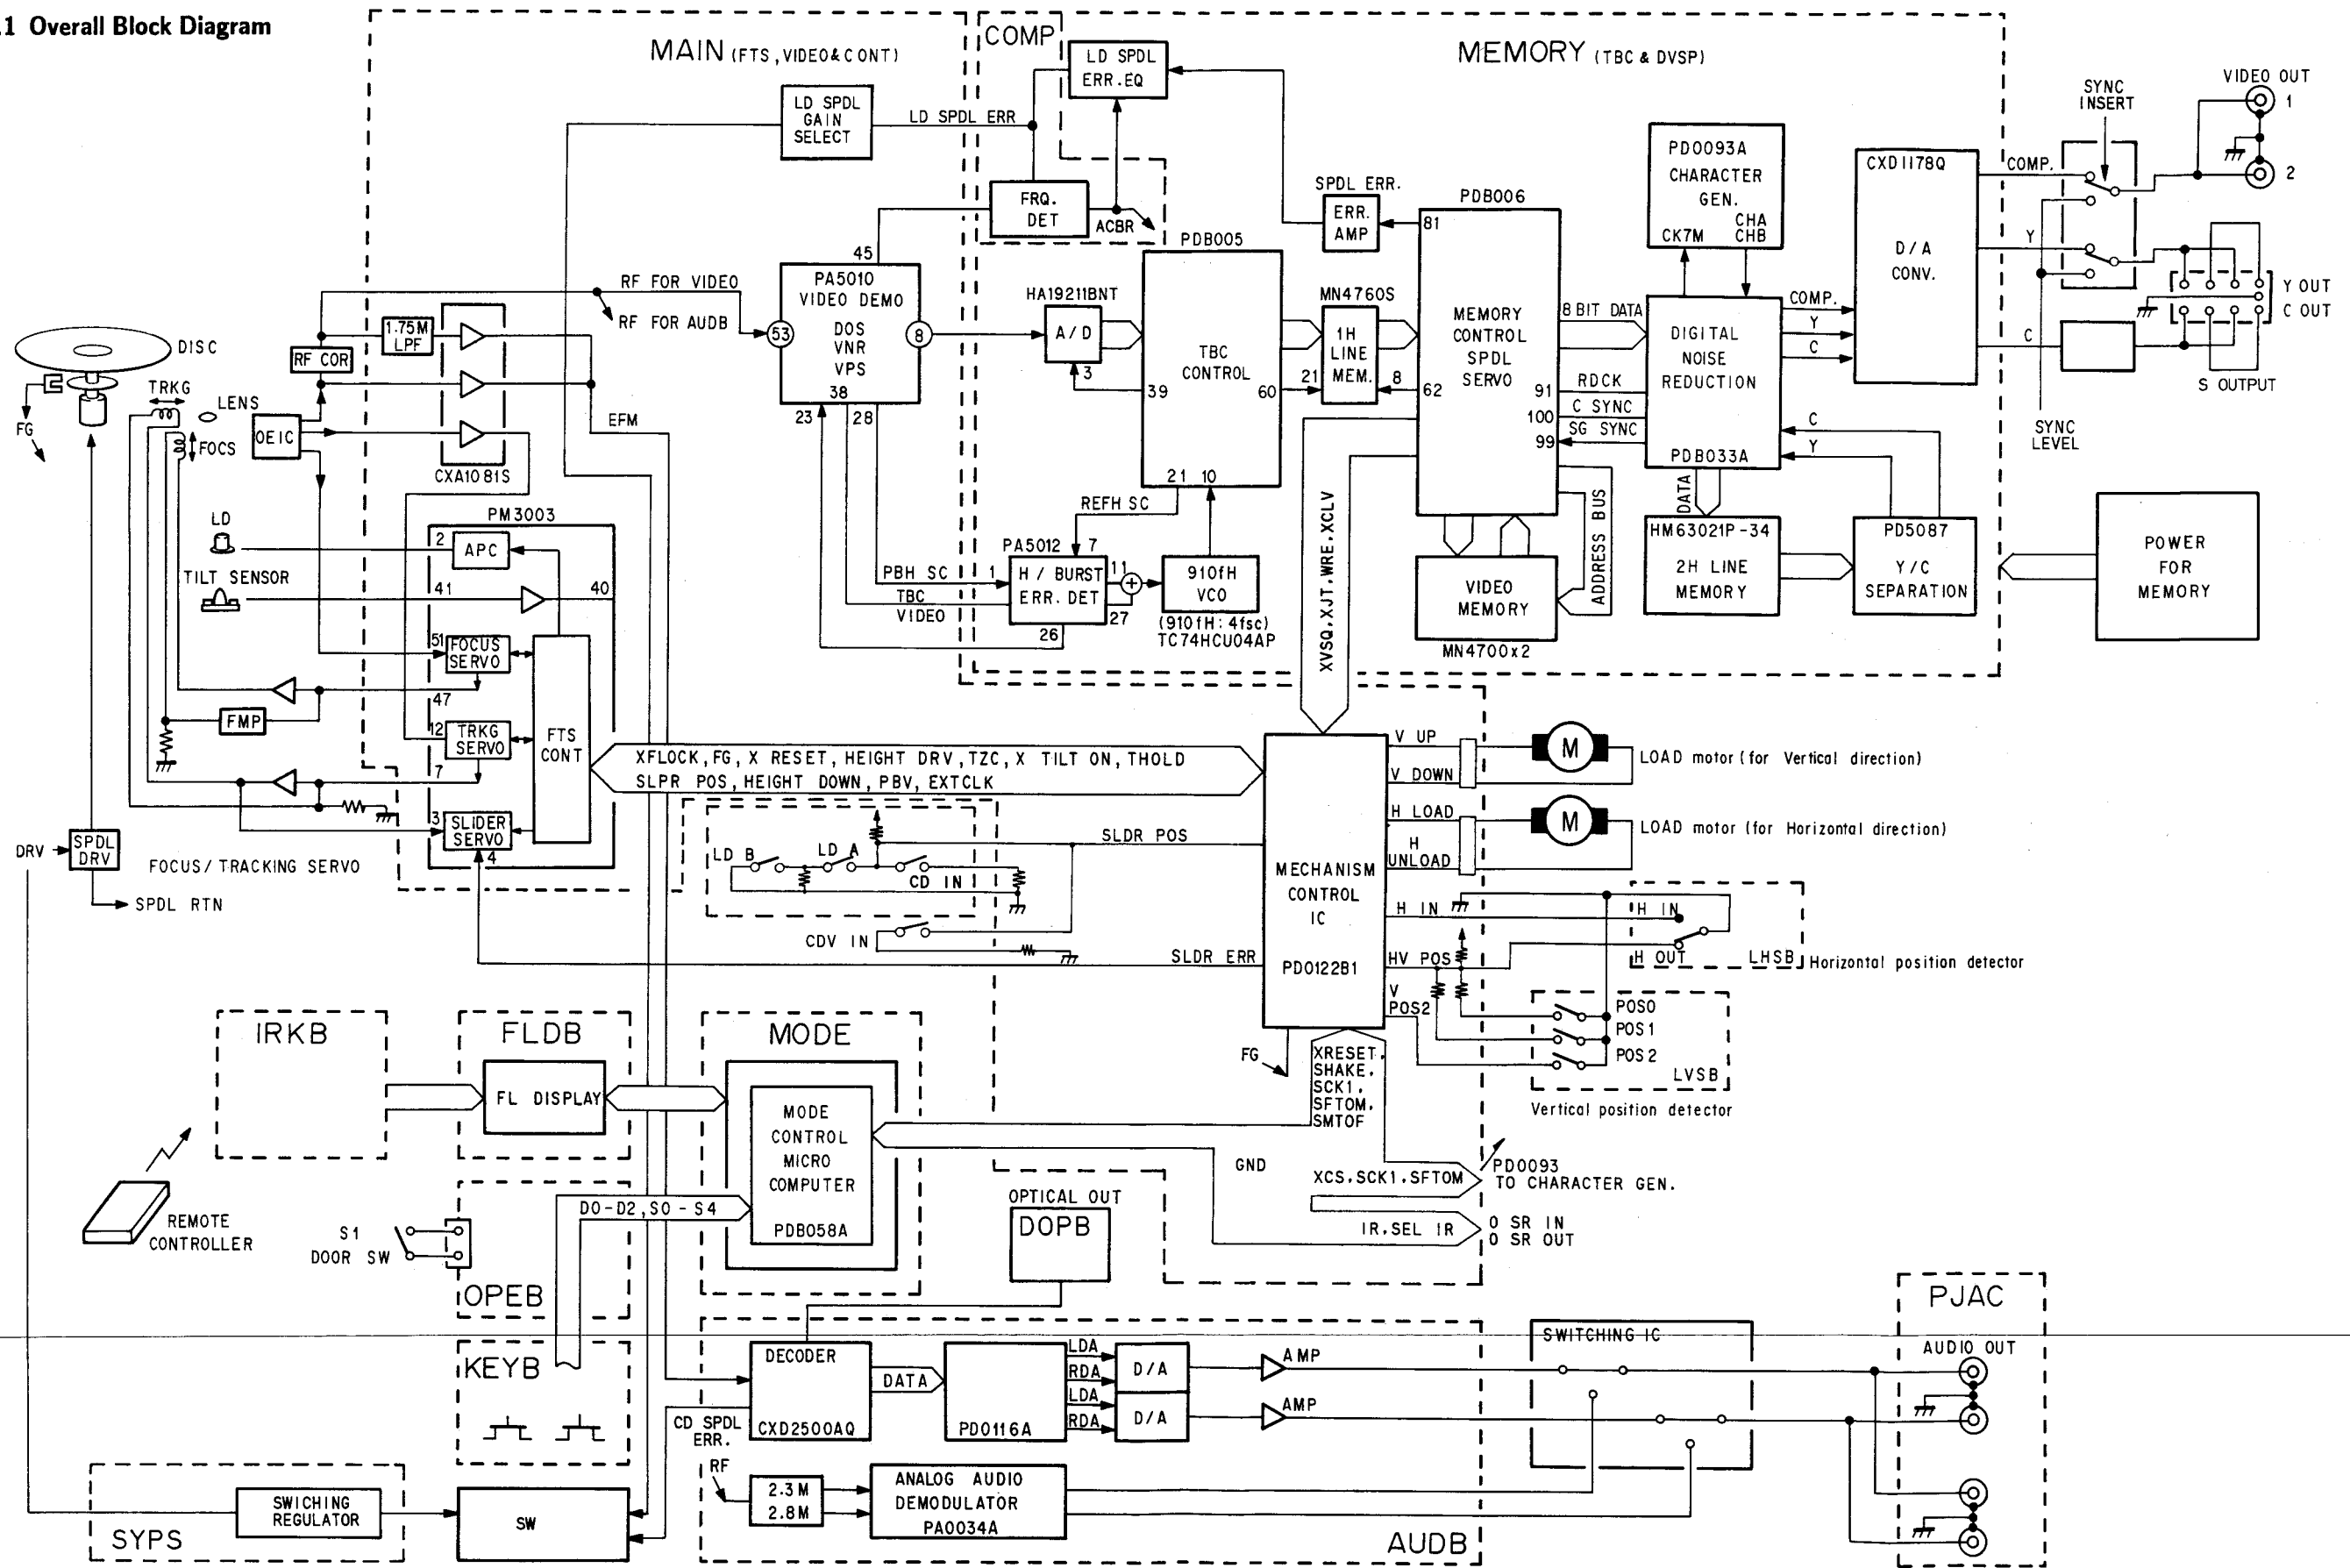 .1 Overall Block Diagram
MAIN (FTS,VIDEO&CONT)
COMP
MEMORY (TBC & DVSP)
LD SPDL
ERR.EQ
LD SPDL
GAIN
SELECT
LD SPDL ERR
FRQ.
DET
ACBR
SPDL ERR.
ERR.
AMP
PDB006
81
MEMORY
CONTROL
SPDL
SERVO
62
91
100
99
PD0093A
CHARACTER
GEN.
CK7M
CHA
CHB
CXD1178Q
D/A
CONV.
COMP.
Y
C
SYNC
INSERT
VIDEO OUT
1
2
Y OUT
C OUT
S OUTPUT
SYNC
LEVEL
45
PA5010
VIDEO DEMO
DOS
VNR
VPS
53
8
38
23
28
RF FOR VIDEO
RF FOR AUDB
HA19211BNT
A/D
3
PDB005
TBC
CONTROL
39
60
21 10
MN4760S
1H
LINE
MEM.
21
8
8 BIT DATA
RDCK
C SYNC
SG SYNC
DIGITAL
NOISE
REDUCTION
PDB033A
COMP.
Y
C
C
Y
DATA
HM63021P-34
2H LINE
MEMORY
PD5087
Y/C
SEPARATION
POWER
FOR
MEMORY
ADDRESS BUS
VIDEO
MEMORY
MN4700x2
XVSQ.XJT.WRE.XCLV
REFH SC
PA5012
7
H / BURST
ERR. DET
1
11
27
26
+
910fH
VCO
(910fH:4fsc)
TC74HCU04AP
PBH SC
TBC
VIDEO
DISC
TRKG
LENS
FOCS
FG
OEIC
RF COR
1.75M
LPF
CXA1081S
EFM
LD
TILT SENSOR
PM3003
2
APC
41
40
51
FOCUS
SERVO
47
FMP
12
TRKG
SERVO
7
3
SLIDER
SERVO
4
FTS
CONT
DRV
SPDL
DRV
FOCUS/TRACKING SERVO
SPDL RTN
XFLOCK,FG,X RESET,HEIGHT DRV,TZC,X TILT ON,THOLD
SLPR POS,HEIGHT DOWN,PBV,EXTCLK
LD B
LD A
CD IN
CDV IN
SLDR POS
SLDR ERR
MECHANISM
CONTROL
IC
PD0122B1
V UP
V DOWN
H LOAD
H
UNLOAD
H IN
HV POS
V
POS2
M
LOAD motor (for Vertical direction)
M
LOAD motor (for Horizontal direction)
H IN
H OUT
LHSB
Horizontal position detector
POS0
POS1
POS2
LVSB
Vertical position detector
FG
XRESET.
SHAKE.
SCK1.
SFTOM.
SMTOF
GND
XCS.SCK1.SFTOM
PD0093
TO CHARACTER GEN.
IR.SEL IR
O SR IN
O SR OUT
IRKB
FLDB
FL DISPLAY
MODE
MODE
CONTROL
MICRO
COMPUTER
PDB058A
D0-D2,S0-S4
REMOTE
CONTROLLER
S1
DOOR SW
OPEB
KEYB
OPTICAL OUT
DOPB
DECODER
CXD2500AQ
DATA
PD0116A
LDA
RDA
LDA
RDA
D/A
D/A
AMP
AMP
SWITCHING IC
PJAC
AUDIO OUT
CD SPDL
ERR.
RF
2.3M
2.8M
ANALOG AUDIO
DEMODULATOR
PA0034A
AUDB
SYPS
SWICHING
REGULATOR
SW